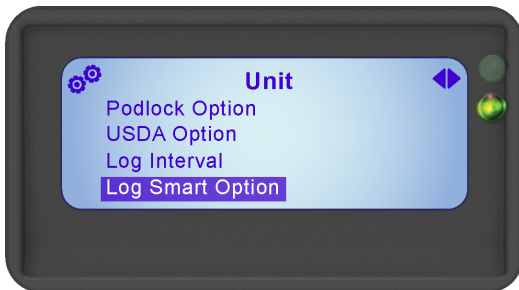 Unit
Podlock Option
USDA Option
Log Interval
Log Smart Option